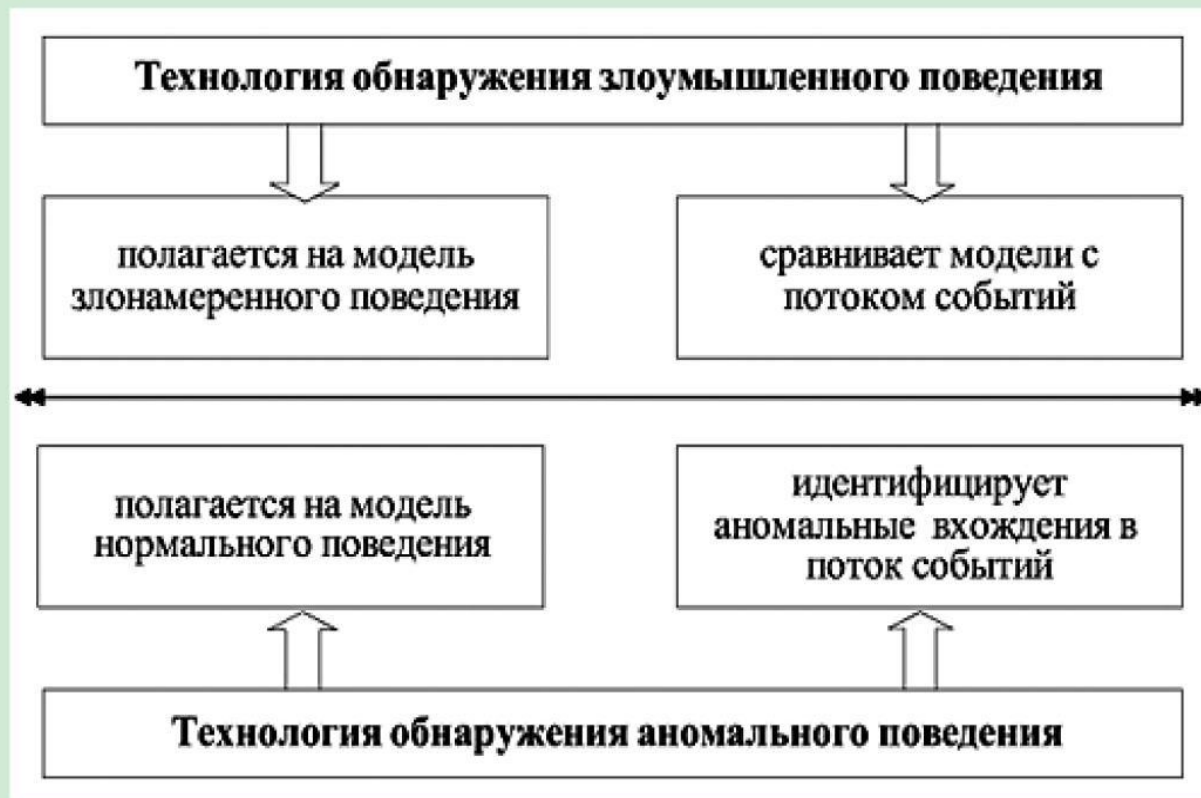 Технология обнаружения злоумышленного поведения
полагается на модель
злонамеренного поведения
сравнивает модели с
потоком событий
полагается на модель
нормального поведения
идентифицирует
аномальные вхождения в
поток событий
Технология обнаружения аномального поведения